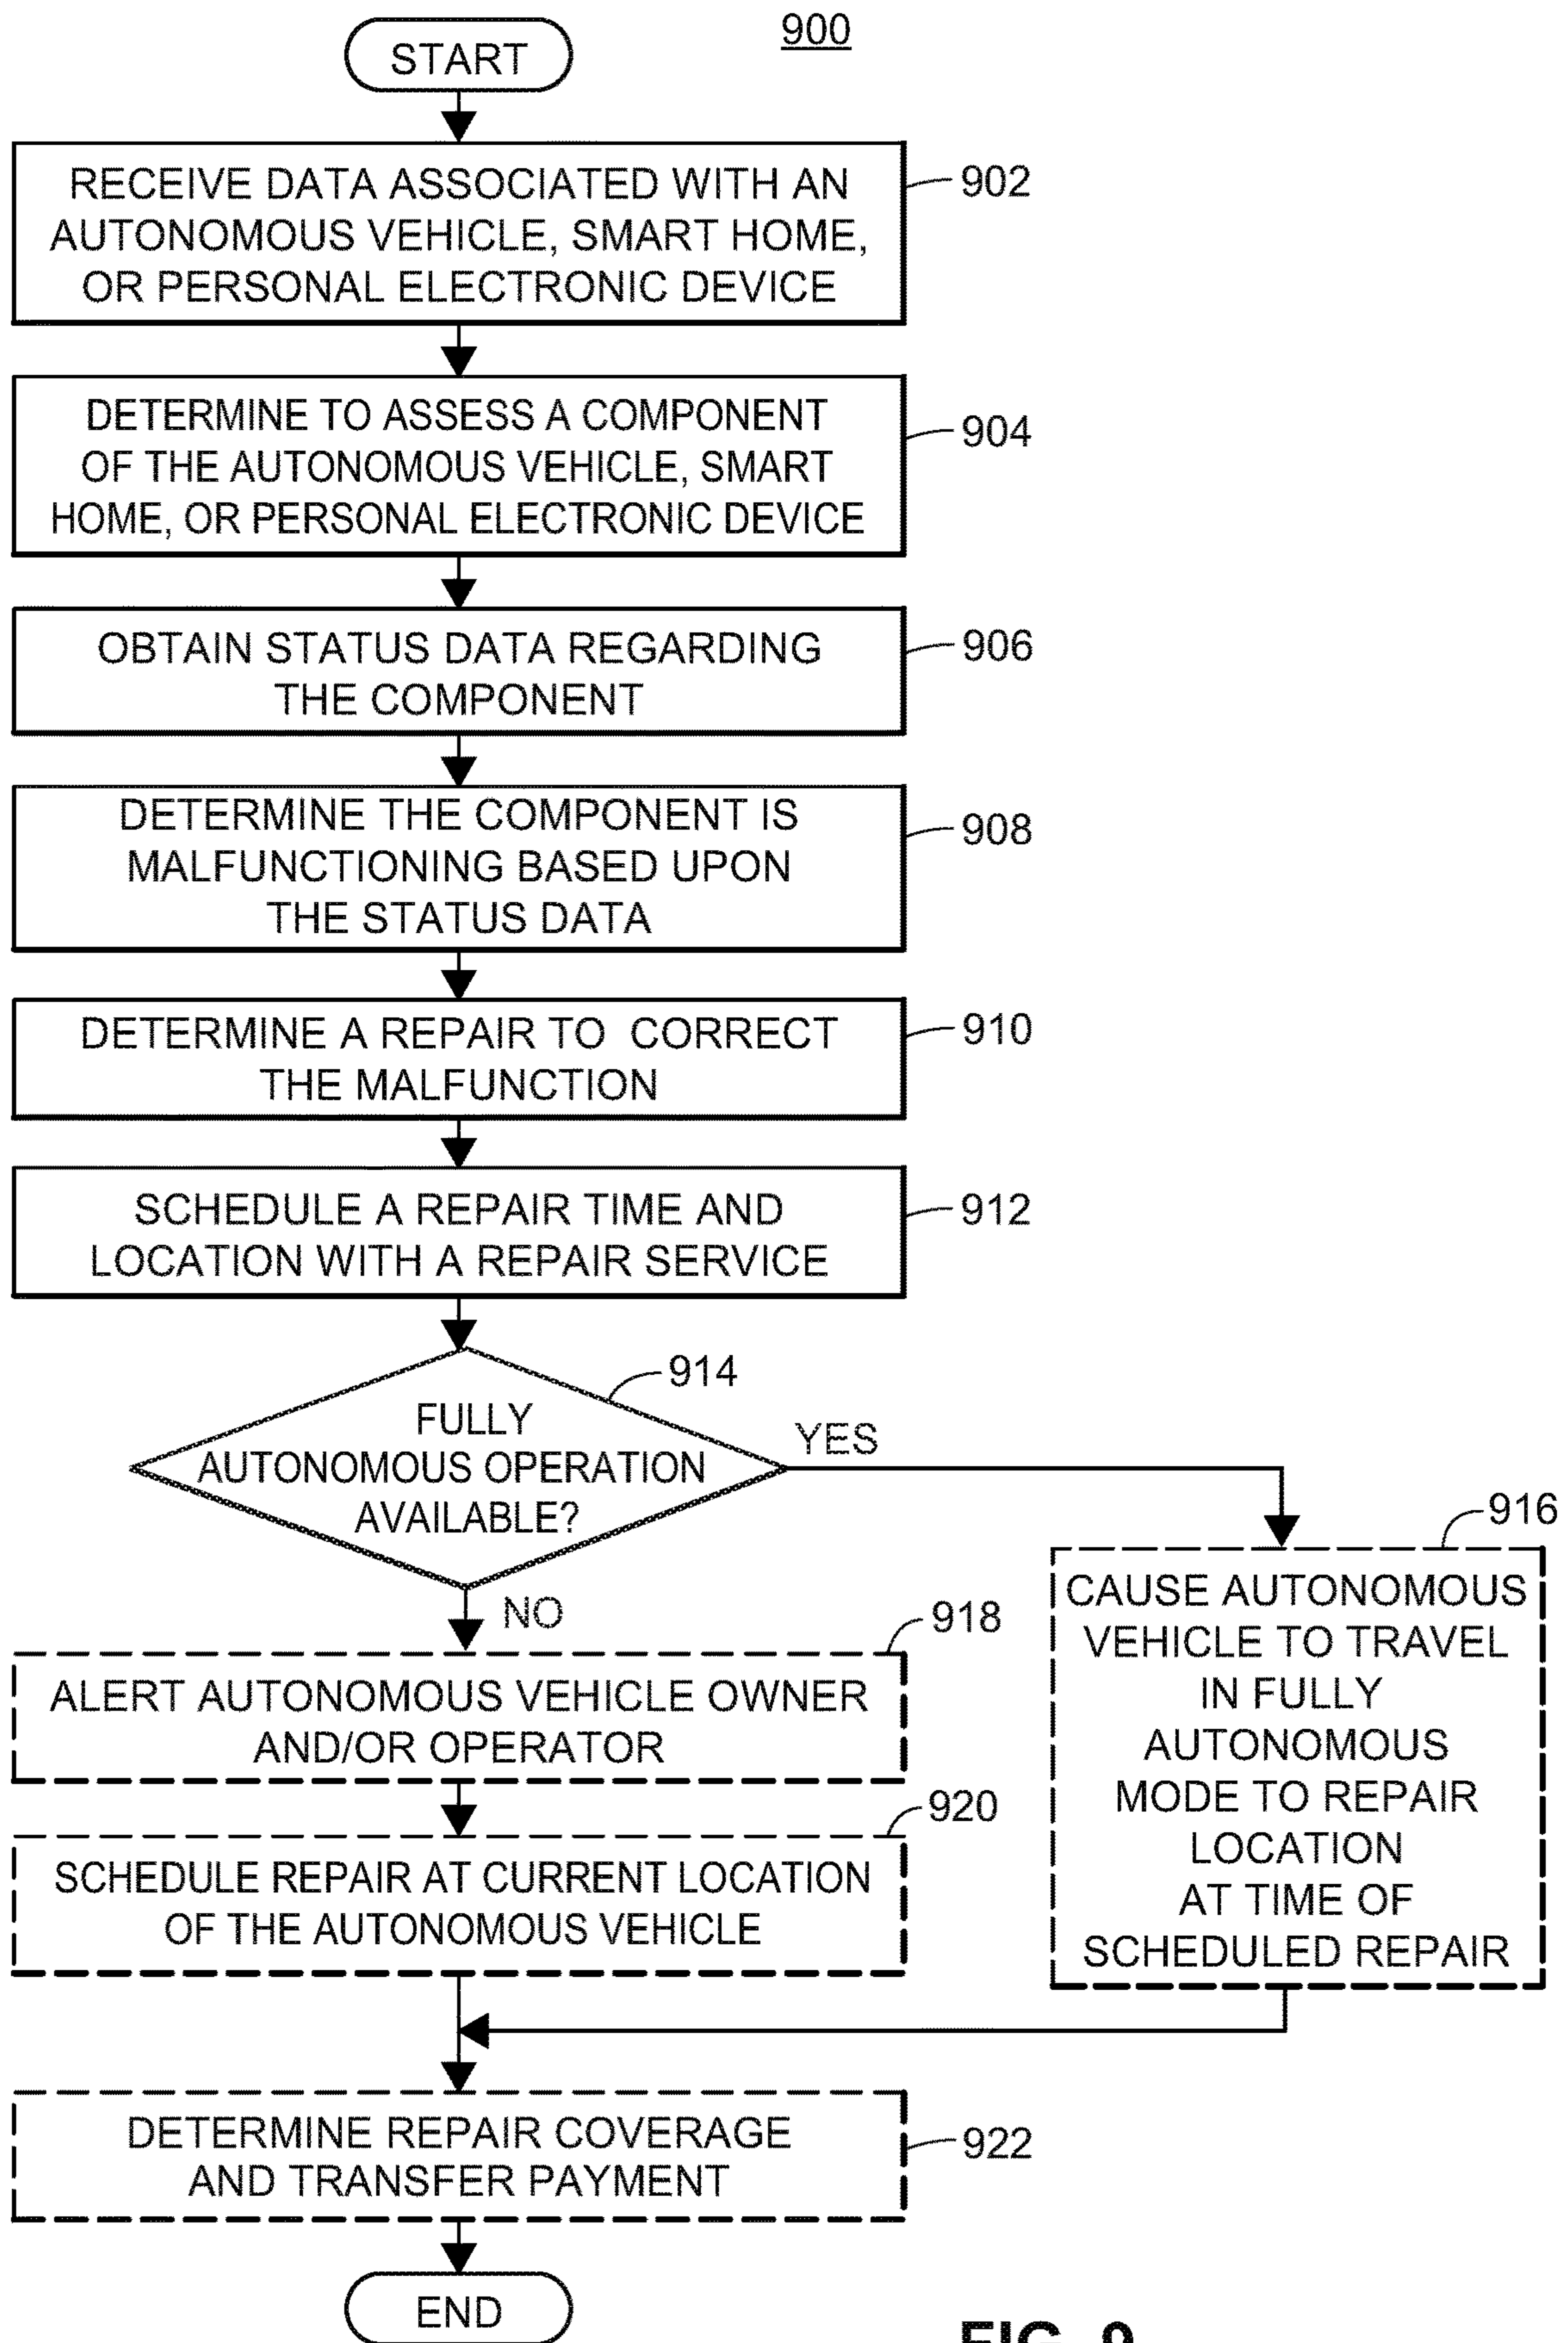 900
START
RECEIVE DATA ASSOCIATED WITH AN
AUTONOMOUS VEHICLE, SMART HOME,
OR PERSONAL ELECTRONIC DEVICE
902
DETERMINE TO ASSESS A COMPONENT
OF THE AUTONOMOUS VEHICLE, SMART
HOME, OR PERSONAL ELECTRONIC DEVICE
904
OBTAIN STATUS DATA REGARDING
THE COMPONENT
906
DETERMINE THE COMPONENT IS
MALFUNCTIONING BASED UPON
THE STATUS DATA
908
DETERMINE A REPAIR TO CORRECT
THE MALFUNCTION
910
SCHEDULE A REPAIR TIME AND
LOCATION WITH A REPAIR SERVICE
912
914
FULLY
AUTONOMOUS OPERATION
AVAILABLE?
YES
NO
916
CAUSE AUTONOMOUS
VEHICLE TO TRAVEL
IN FULLY
AUTONOMOUS
MODE TO REPAIR
LOCATION
AT TIME OF
SCHEDULED REPAIR
918
ALERT AUTONOMOUS VEHICLE OWNER
AND/OR OPERATOR
920
SCHEDULE REPAIR AT CURRENT LOCATION
OF THE AUTONOMOUS VEHICLE
DETERMINE REPAIR COVERAGE
AND TRANSFER PAYMENT
922
END
FIG. 9